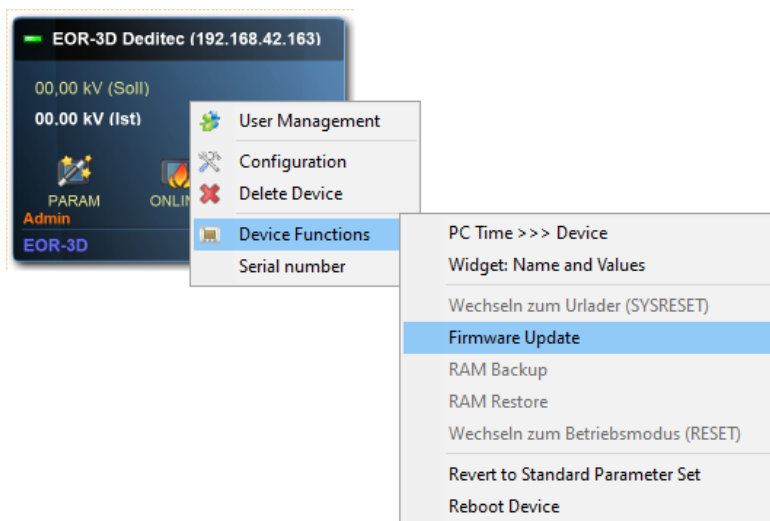 EOR-3D Deditec (192.168.42.163)
00,00 kV (Soll)
00.00 kV (Ist)
PARAM
ONLIN
Admin
EOR-3D
User Management
Configuration
Delete Device
Device Functions
Serial number
PC Time >>> Device
Widget: Name and Values
Wechseln zum Urlader (SYSRESET)
Firmware Update
RAM Backup
RAM Restore
Wechseln zum Betriebsmodus (RESET)
Revert to Standard Parameter Set
Reboot Device